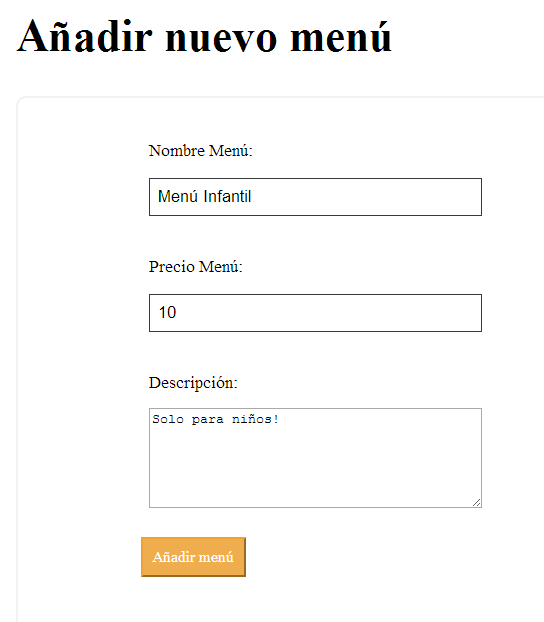 Añadir nuevo menú
Nombre Menú:
Menú Infantil
Precio Menú:
10
Descripción:
Solo para niños!
Añadir menú